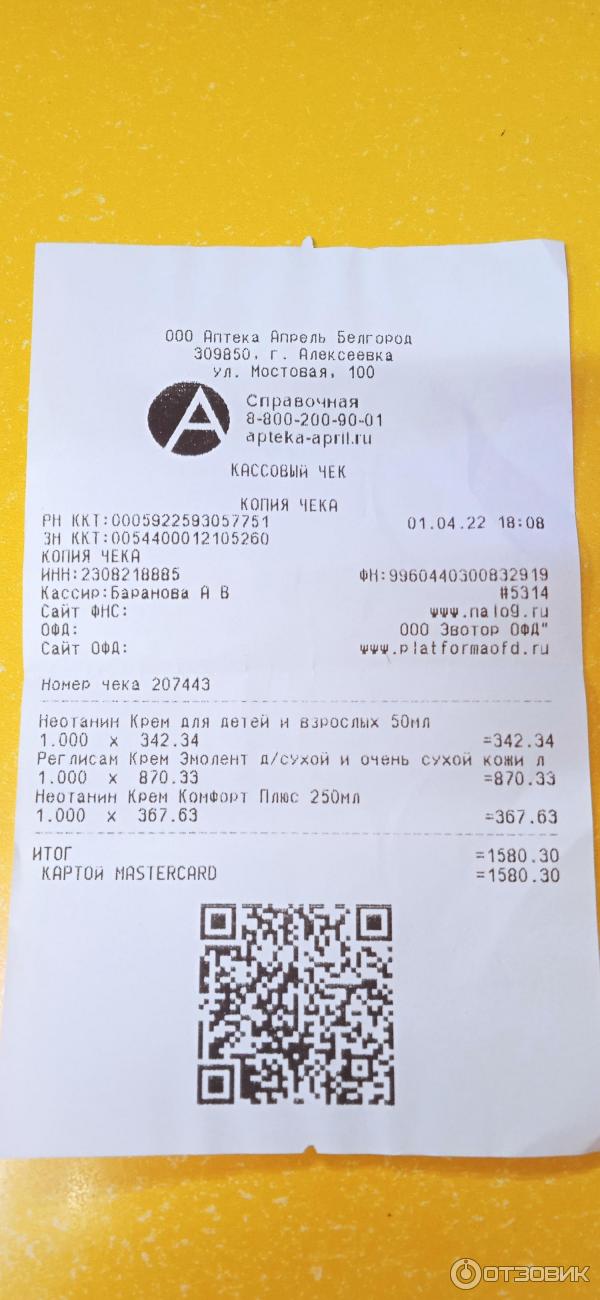 ООО Аптека Апрель Белгород
309850, г. Алексеевка
ул. Мостовая, 100
Справочная
8-800-200-90-01
apteka-april.ru
КАССОВЫЙ ЧЕК
КОПИЯ ЧЕКА
РН ККТ:0005922593057751 01.04.22 18:08
ЗН ККТ:0054400012105260
КОПИЯ ЧЕКА
ИНН:2308218885 ФН:9960440300832919
Кассир:Баранова А В #5314
Сайт ФНС: www.nalog.ru
ОФД: ООО Эвотор ОФД"
Сайт ОФД: www.platformaofd.ru
Номер чека 207443
Неотанин Крем для детей и взрослых 50мл
1.000 x 342.34 =342.34
Реглисам Крем Эмолент д/сухой и очень сухой кожи л
1.000 x 870.33 =870.33
Неотанин Крем Комфорт Плюс 250мл
1.000 x 367.63 =367.63
ИТОГ =1580.30
КАРТОЙ MASTERCARD =1580.30
ОТЗОВИК